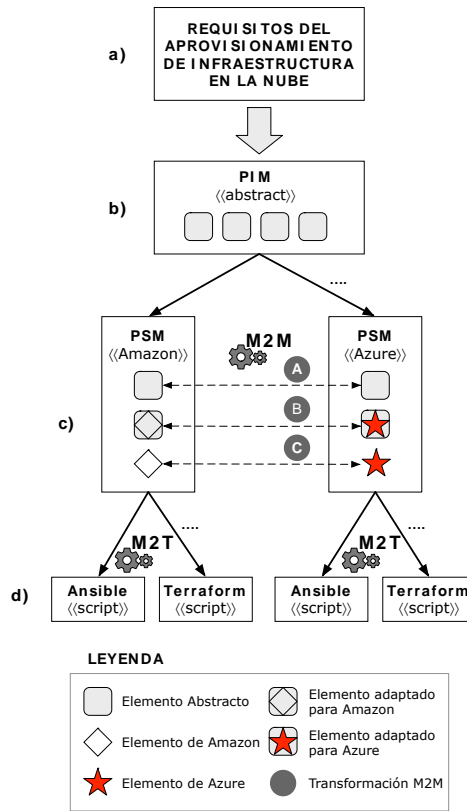 REQUISITOS DEL
APROVISIONAMIENTO
DE INFRAESTRUCTURA
EN LA NUBE
a)
PIM
⟨⟨abstract⟩⟩
b)
....
PSM
⟨⟨Amazon⟩⟩
M2M
PSM
⟨⟨Azure⟩⟩
A
B
c)
C
....
M2T
....
M2T
d)
Ansible
⟨⟨script⟩⟩
Terraform
⟨⟨script⟩⟩
Ansible
⟨⟨script⟩⟩
Terraform
⟨⟨script⟩⟩
LEYENDA
Elemento Abstracto
Elemento adaptado
para Amazon
Elemento de Amazon
Elemento adaptado
para Azure
Elemento de Azure
Transformación M2M